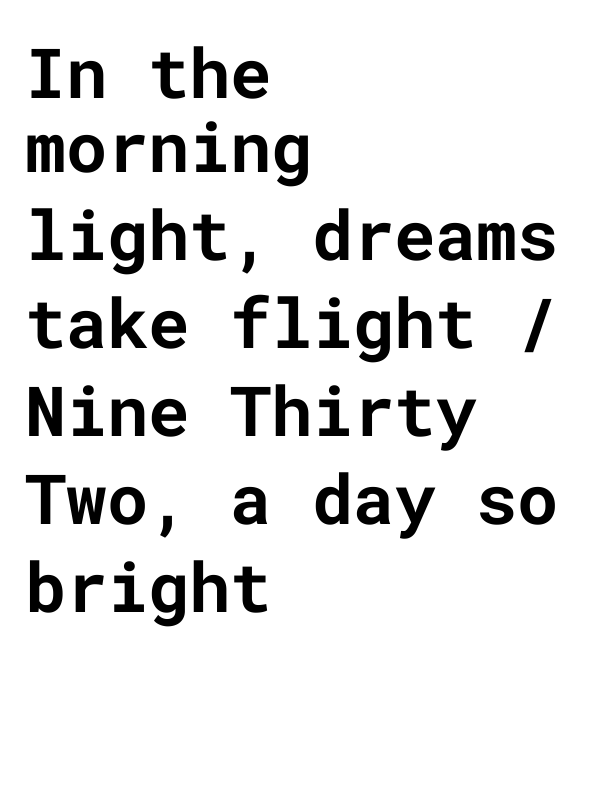 In the
morning
light, dreams
take flight /
Nine Thirty
Two, a day so
bright